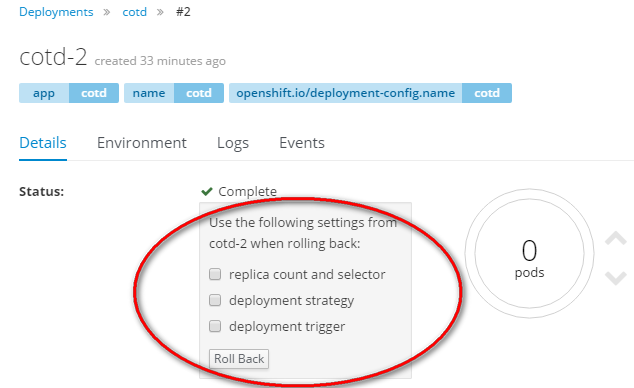 Deployments » cotd » #2
cotd-2 created 33 minutes ago
app cotd name cotd openshift.io/deployment-config.name cotd
Details Environment Logs Events
Status: Complete
Use the following settings from
cotd-2 when rolling back:
replica count and selector
deployment strategy
deployment trigger
Roll Back
0
pods